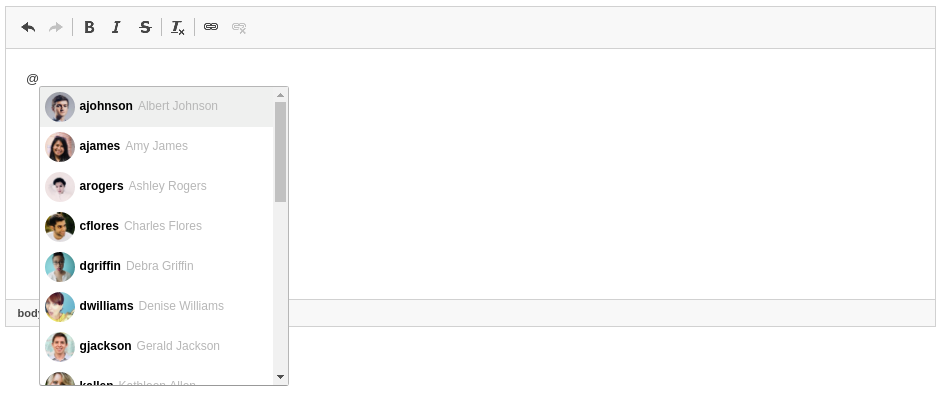 B I S Tx
@
ajohnson Albert Johnson
ajames Amy James
arogers Ashley Rogers
cflores Charles Flores
dgriffin Debra Griffin
dwilliams Denise Williams
body
gjackson Gerald Jackson
kallen Kathleen Allen